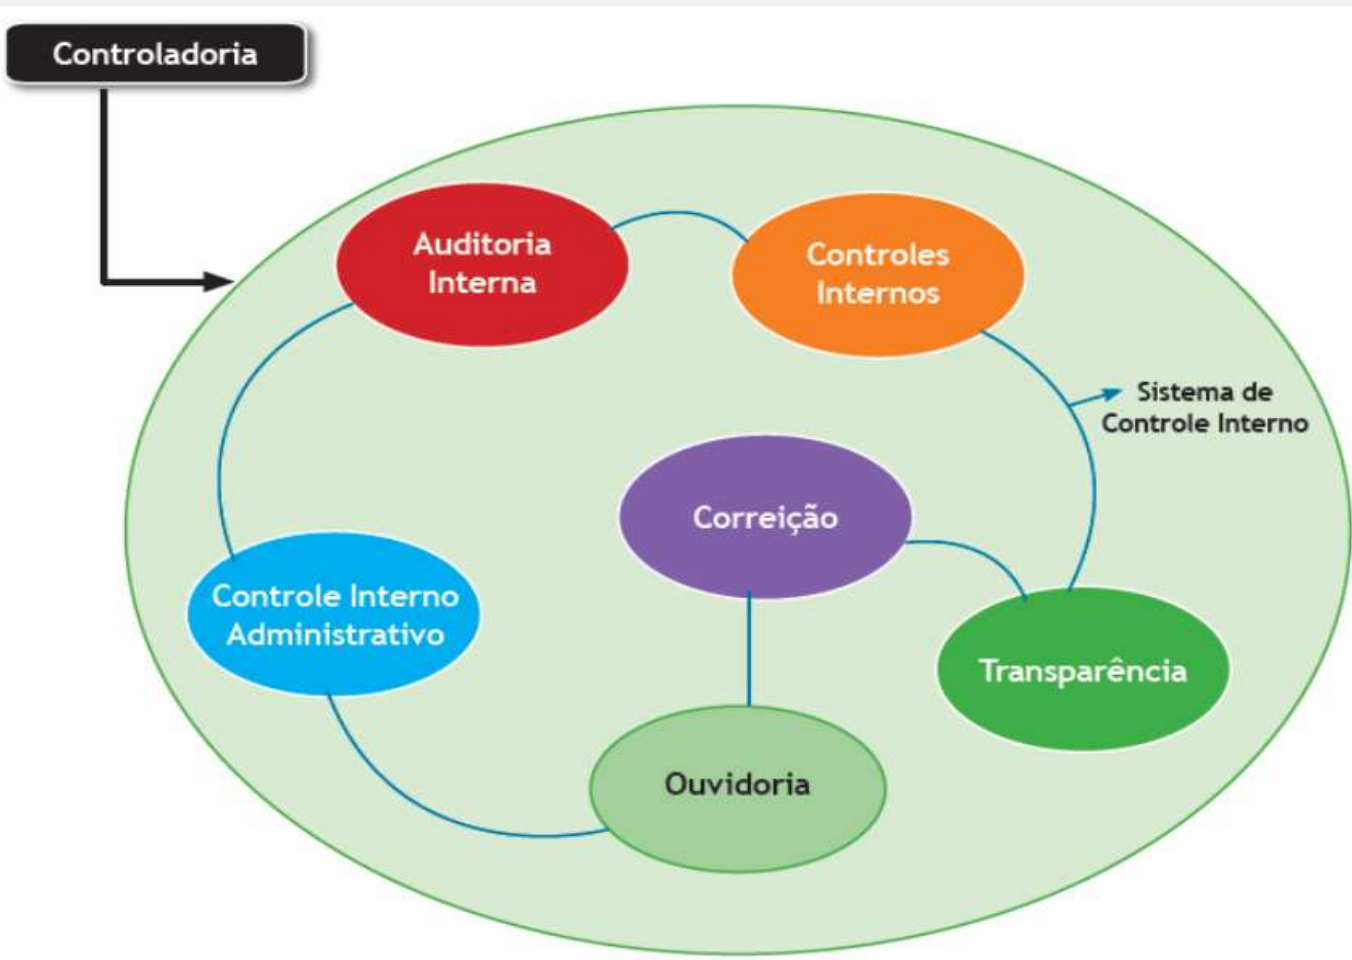 Controladoria
Auditoria
Interna
Controles
Internos
Sistema de
Controle Interno
Correição
Controle Interno
Administrativo
Transparência
Ouvidoria